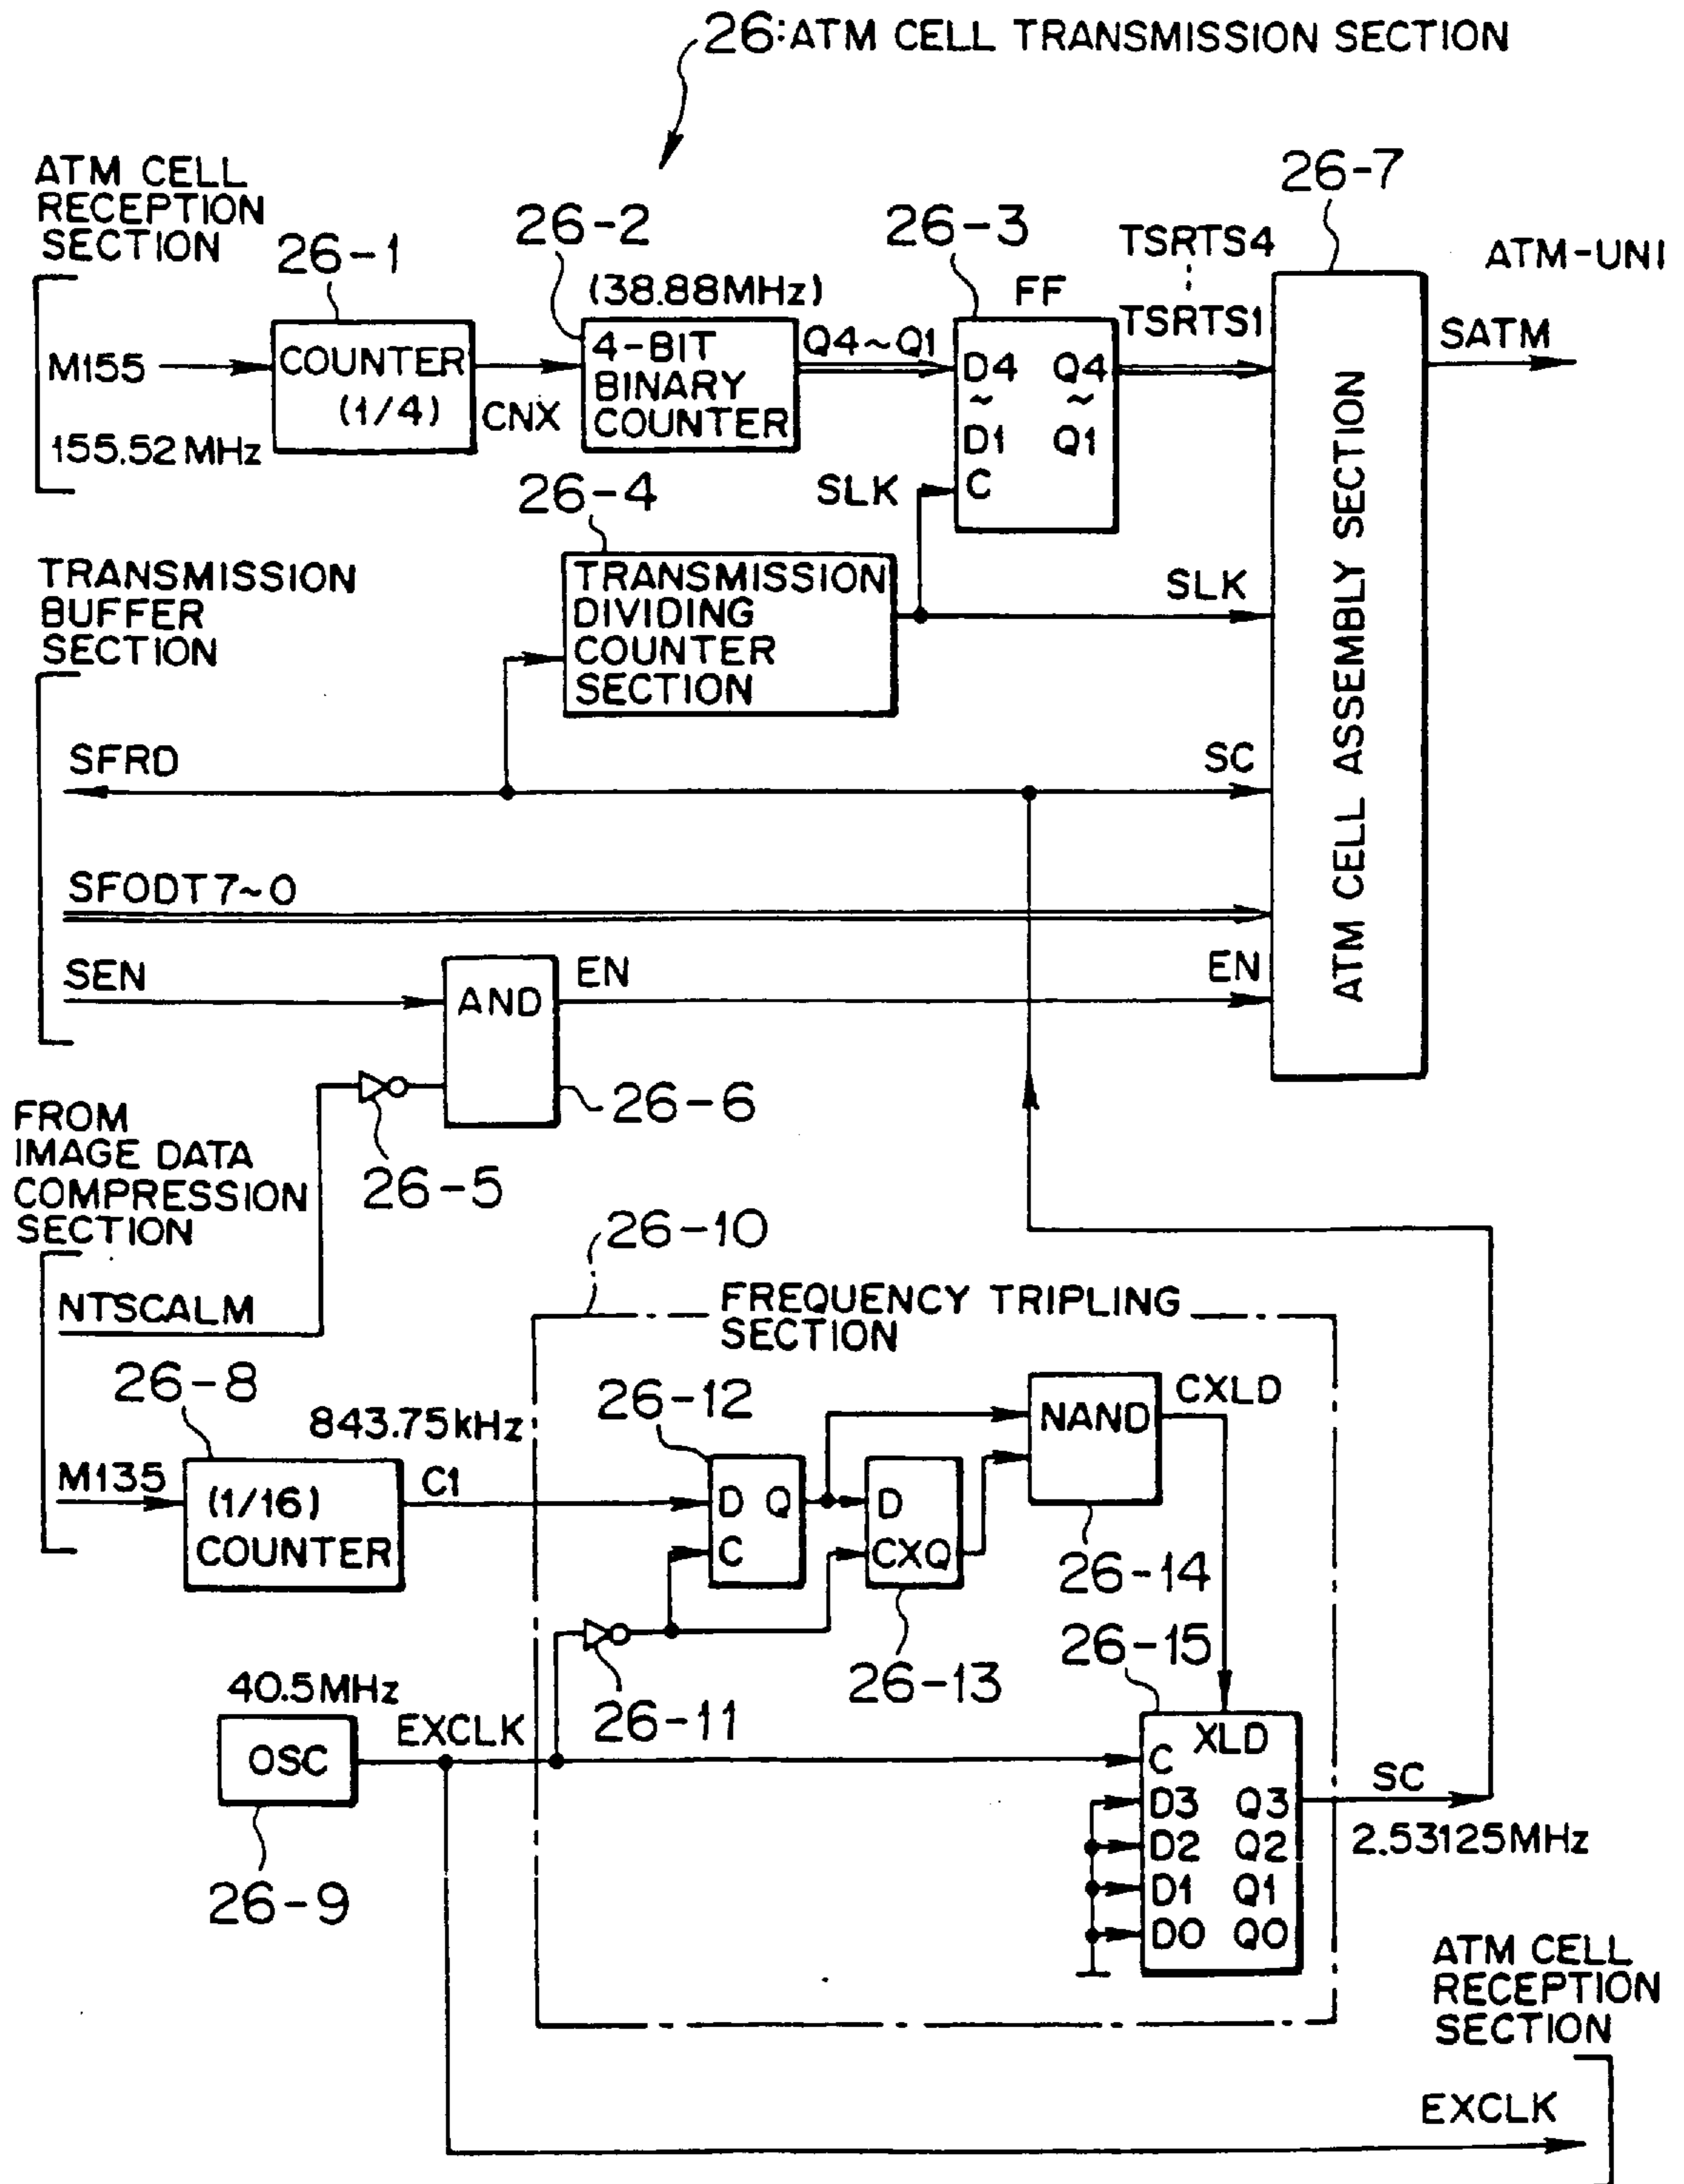 26:ATM CELL TRANSMISSION SECTION
ATM CELL
RECEPTION
SECTION
26-1
26-2
26-3
26-7
TSRTS4
TSRTS1
ATM-UNI
(38.88MHz)
FF
M155
155.52MHz
COUNTER
(1/4)
CNX
4-BIT
BINARY
COUNTER
Q4~Q1
D4 Q4
~ ~
D1 Q1
C
SATM
ATM CELL ASSEMBLY SECTION
26-4
SLK
TRANSMISSION
BUFFER
SECTION
TRANSMISSION
DIVIDING
COUNTER
SECTION
SLK
SFRD
SC
SFODT7~0
SEN
AND
EN
EN
26-6
26-5
FROM
IMAGE DATA
COMPRESSION
SECTION
NTSCALM
26-10
FREQUENCY TRIPLING
SECTION
26-8
843.75kHz
26-12
NAND
CXLD
M135
(1/16)
COUNTER
C1
D Q
C
D
CXQ
26-14
26-15
26-13
26-11
40.5MHz
OSC
EXCLK
26-9
XLD
C
D3 Q3
D2 Q2
D1 Q1
D0 Q0
SC
2.53125MHz
ATM CELL
RECEPTION
SECTION
EXCLK